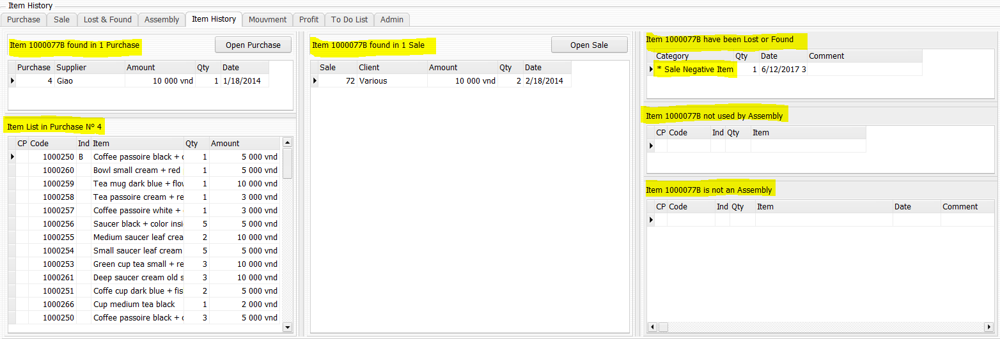 Item History
Purchase Sale Lost & Found Assembly Item History Mouvment Profit To Do List Admin
Item 1000077B found in 1 Purchase
Open Purchase
Purchase Supplier Amount Qty Date
4 Giao 10 000 vnd 1 1/18/2014
Item List in Purchase Nº 4
CP Code Ind Item Qty Amount
1000250 B Coffee passoire black + c 1 5 000 vnd
1000260 Bowl small cream + red 1 5 000 vnd
1000259 Tea mug dark blue + flow 1 10 000 vnd
1000258 Tea passoire cream + re 1 3 000 vnd
1000257 Coffee passoire white + 1 3 000 vnd
1000256 Saucer black + color insi 5 5 000 vnd
1000255 Medium saucer leaf crea 2 10 000 vnd
1000254 Small saucer leaf cream 5 5 000 vnd
1000253 Green cup tea small + re 3 10 000 vnd
1000261 Deep saucer cream old s 3 10 000 vnd
1000251 Coffe cup dark blue + fis 2 5 000 vnd
1000266 Cup medium tea black 1 2 000 vnd
1000250 Coffee passoire black + c 3 5 000 vnd
Item 1000077B found in 1 Sale
Open Sale
Sale Client Amount Qty Date
72 Various 10 000 vnd 2 2/18/2014
Item 1000077B have been Lost or Found
Category Qty Date Comment
* Sale Negative Item 1 6/12/2017 3
Item 1000077B not used by Assembly
CP Code Ind Qty Item
Item 1000077B is not an Assembly
CP Code Ind Qty Item Date Comment